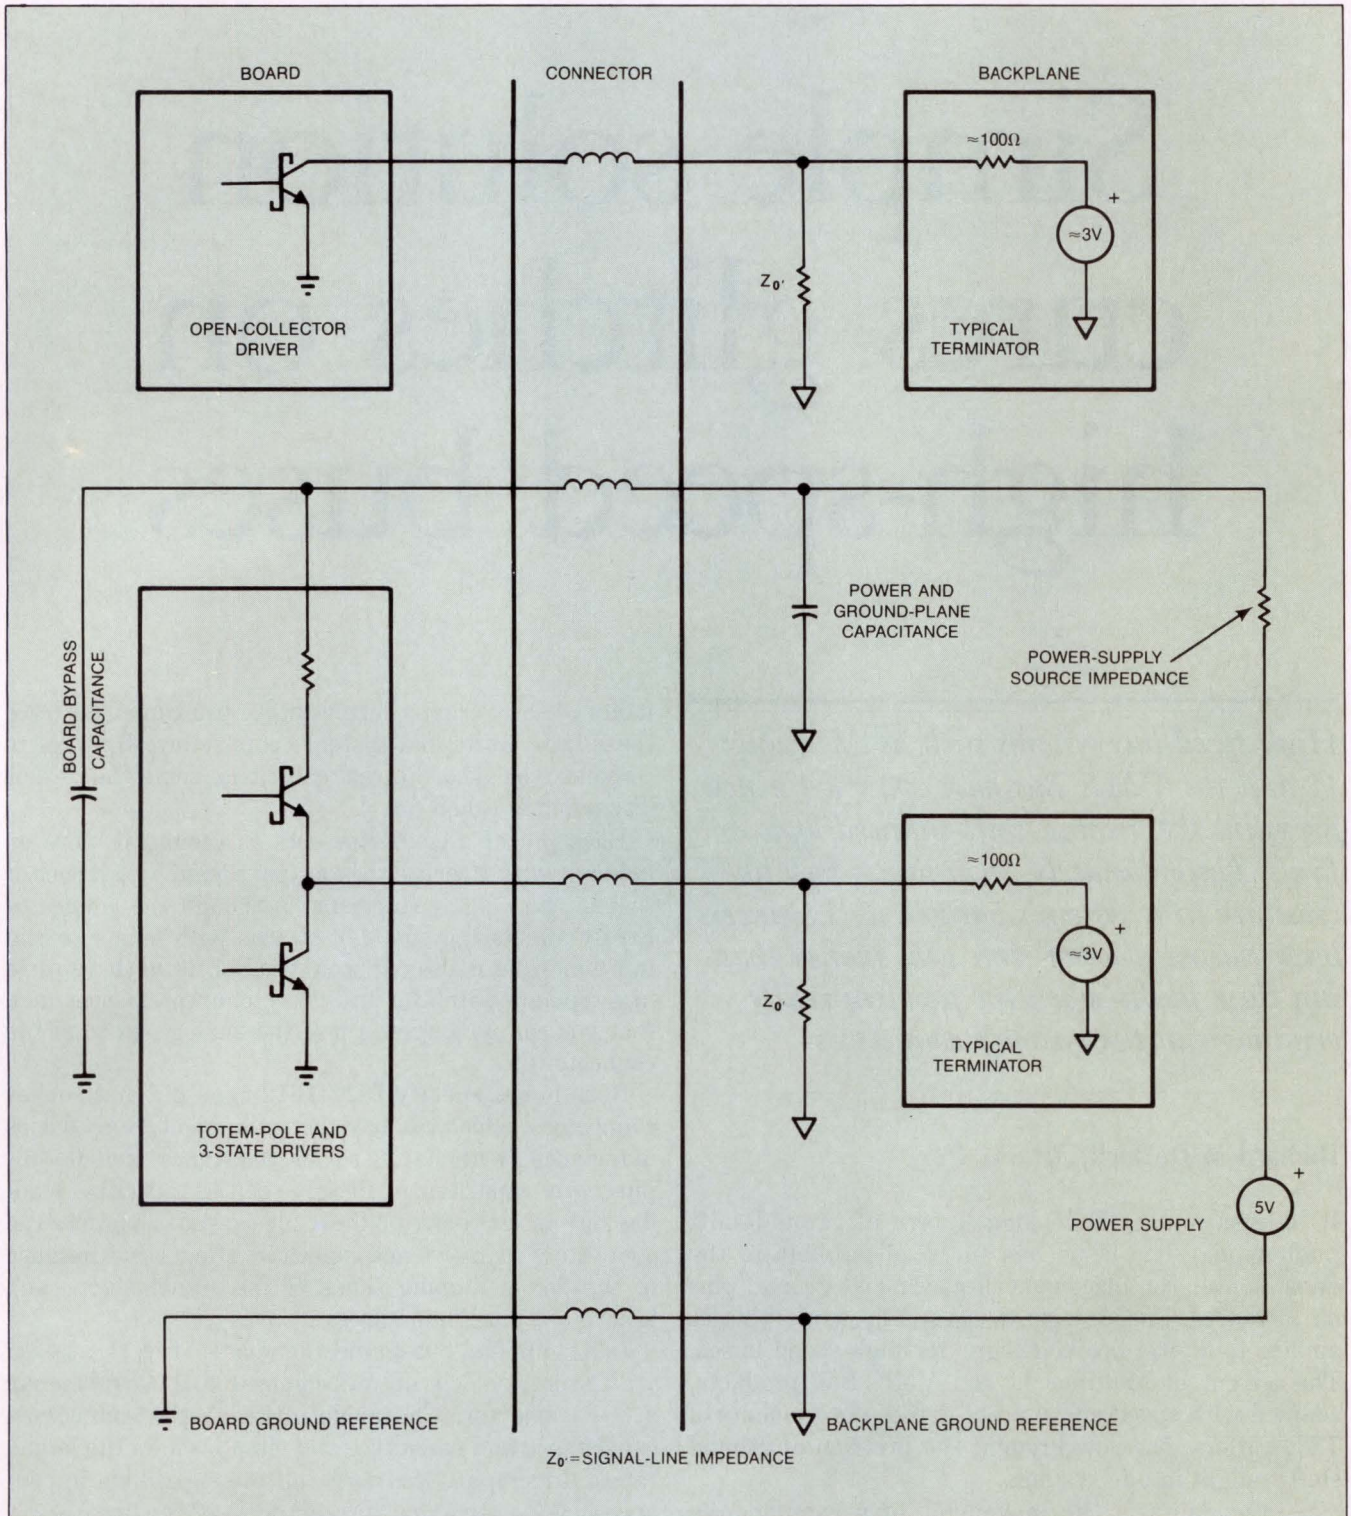 BOARD
CONNECTOR
BACKPLANE
≈100Ω
+
≈3V
Z₀'
OPEN-COLLECTOR
DRIVER
TYPICAL
TERMINATOR
BOARD BYPASS
CAPACITANCE
POWER AND
GROUND-PLANE
CAPACITANCE
POWER-SUPPLY
SOURCE IMPEDANCE
≈100Ω
+
≈3V
Z₀'
TYPICAL
TERMINATOR
TOTEM-POLE AND
3-STATE DRIVERS
+
5V
POWER SUPPLY
BOARD GROUND REFERENCE
BACKPLANE GROUND REFERENCE
Z₀'=SIGNAL-LINE IMPEDANCE